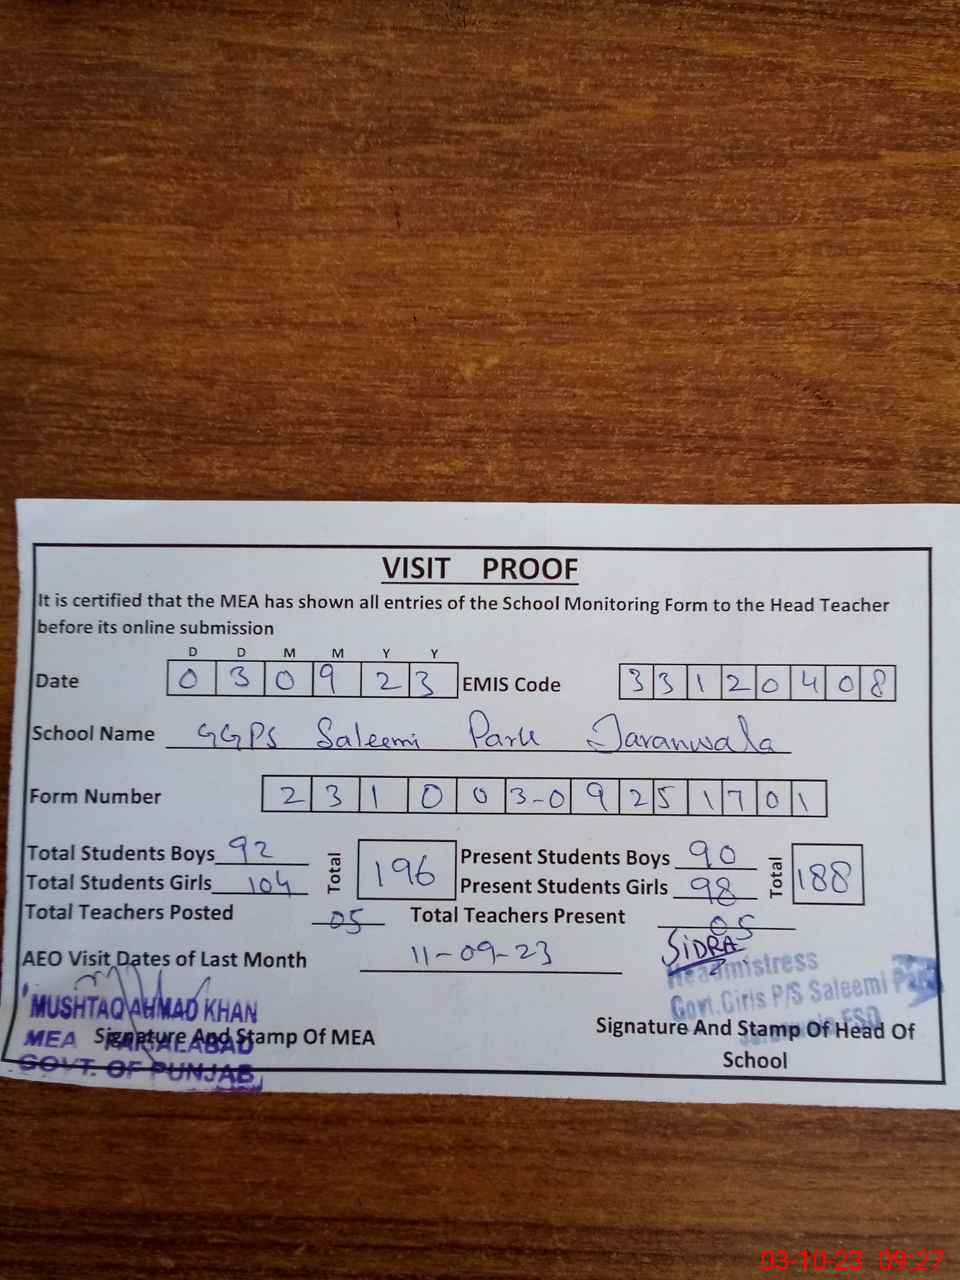 VISIT PROOF
It is certified that the MEA has shown all entries of the School Monitoring Form to the Head Teacher
before its online submission
D D M M Y Y
Date 0 3 0 9 2 3 EMIS Code 3 3 1 2 0 4 0 8
School Name GGPS Saleemi Park Jaranwala
Form Number 2 3 1 0 0 3-0 9 2 5 1 7 0 1
Total Students Boys 92 Total 196 Present Students Boys 90 Total 188
Total Students Girls 104 Present Students Girls 98
Total Teachers Posted 05 Total Teachers Present 05
AEO Visit Dates of Last Month 11-09-23 SiDRA
Headmistress
Govt. Girls P/S Saleemi Park
MUSHTAQ AHMAD KHAN
MEA FAISALABAD
GOVT. OF PUNJAB
Signature And Stamp Of MEA
Signature And Stamp Of Head Of
School
03-10-23 09:27